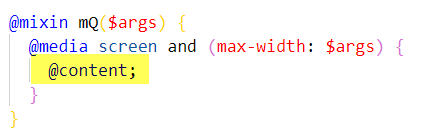 @mixin mQ($args) {
@media screen and (max-width: $args) {
@content;
}
}